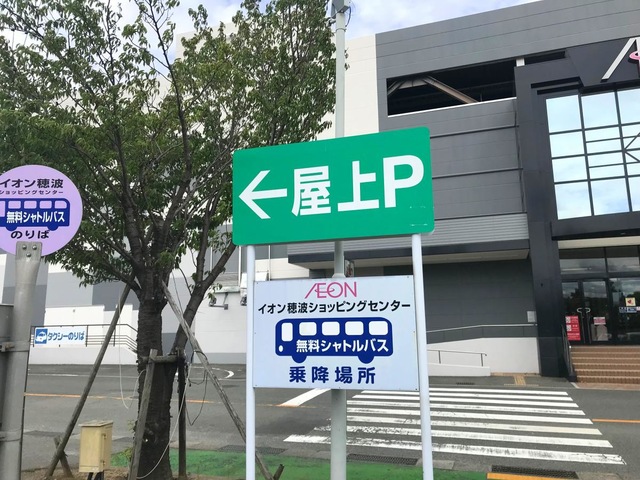 イオン穂波
ショッピングセンター
無料シャトルバス
のりば
←屋上P
ÆON
イオン穂波ショッピングセンター
無料シャトルバス
乗降場所
タクシーのりば